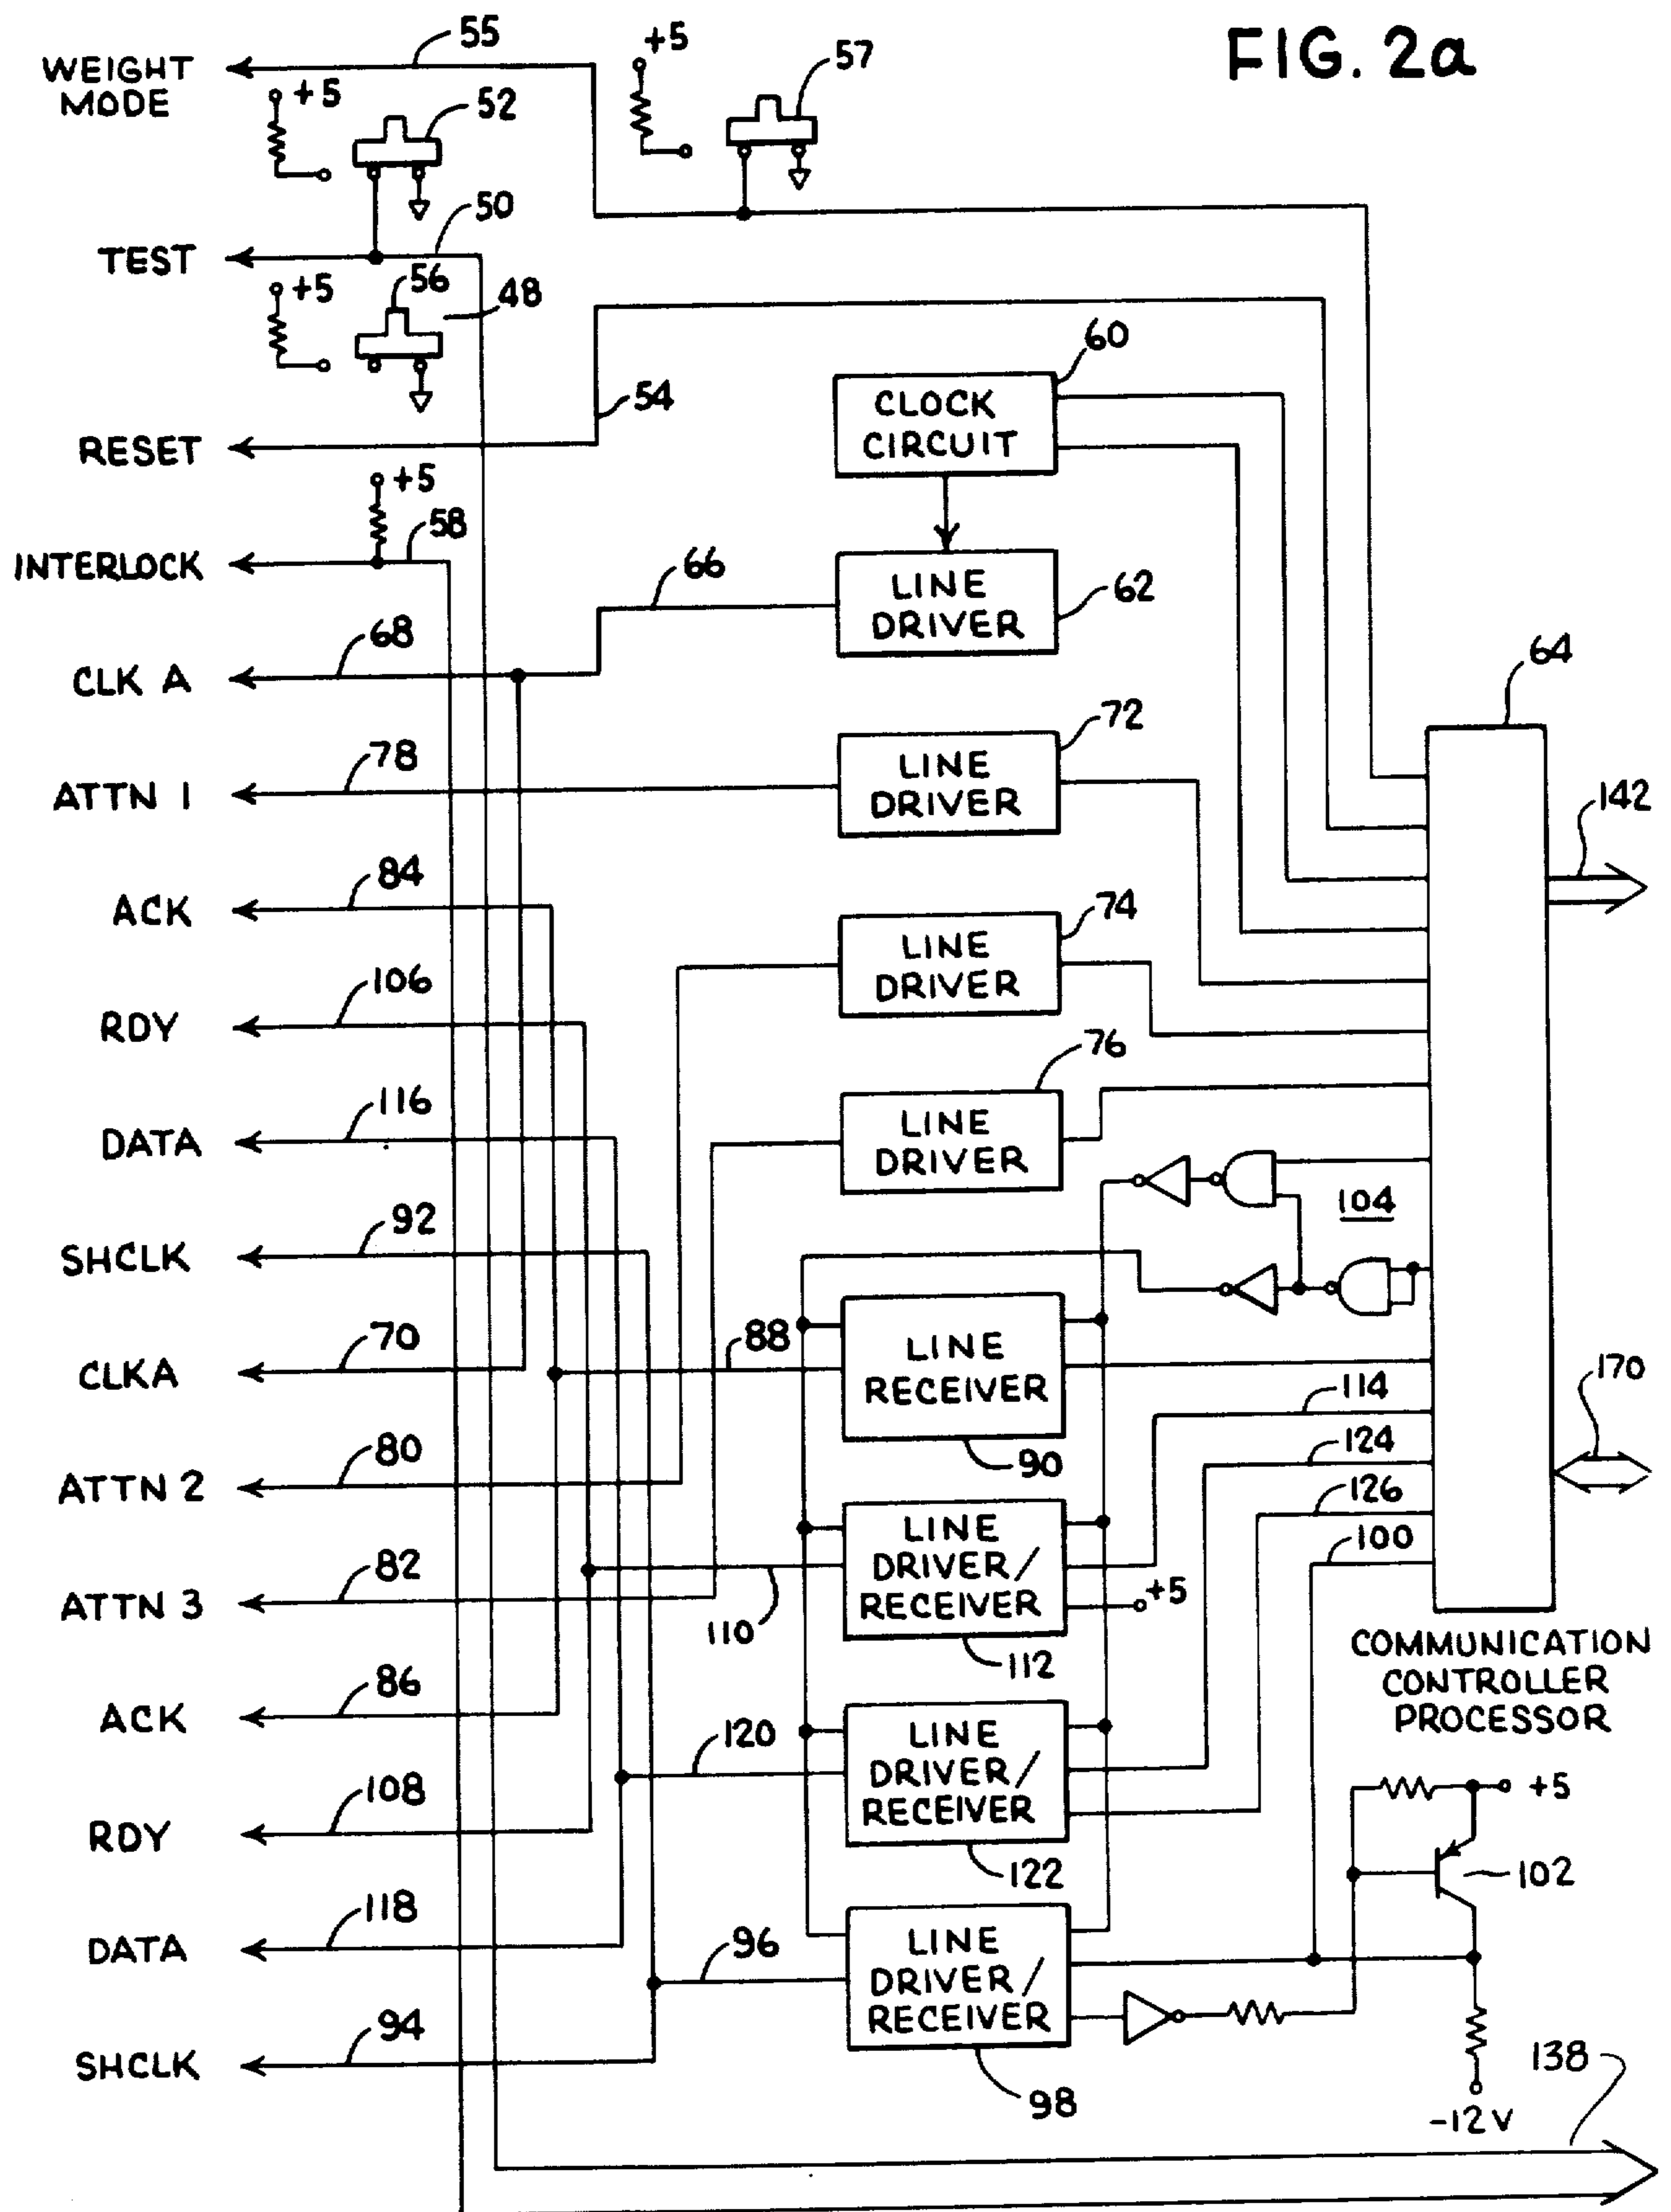 FIG. 2a
55
WEIGHT
MODE
+5
52
+5
57
50
TEST
+5
56
48
54
RESET
60
CLOCK
CIRCUIT
+5
58
INTERLOCK
66
LINE
DRIVER
62
68
CLK A
64
72
LINE
DRIVER
78
ATTN 1
142
84
ACK
74
LINE
DRIVER
106
RDY
76
LINE
DRIVER
116
DATA
104
92
SHCLK
88
LINE
RECEIVER
90
70
CLKA
170
114
124
126
100
80
ATTN 2
LINE
DRIVER/
RECEIVER
+5
110
112
82
ATTN 3
COMMUNICATION
CONTROLLER
PROCESSOR
86
ACK
120
LINE
DRIVER/
RECEIVER
122
+5
102
108
RDY
118
DATA
96
LINE
DRIVER/
RECEIVER
98
94
SHCLK
-12V
138